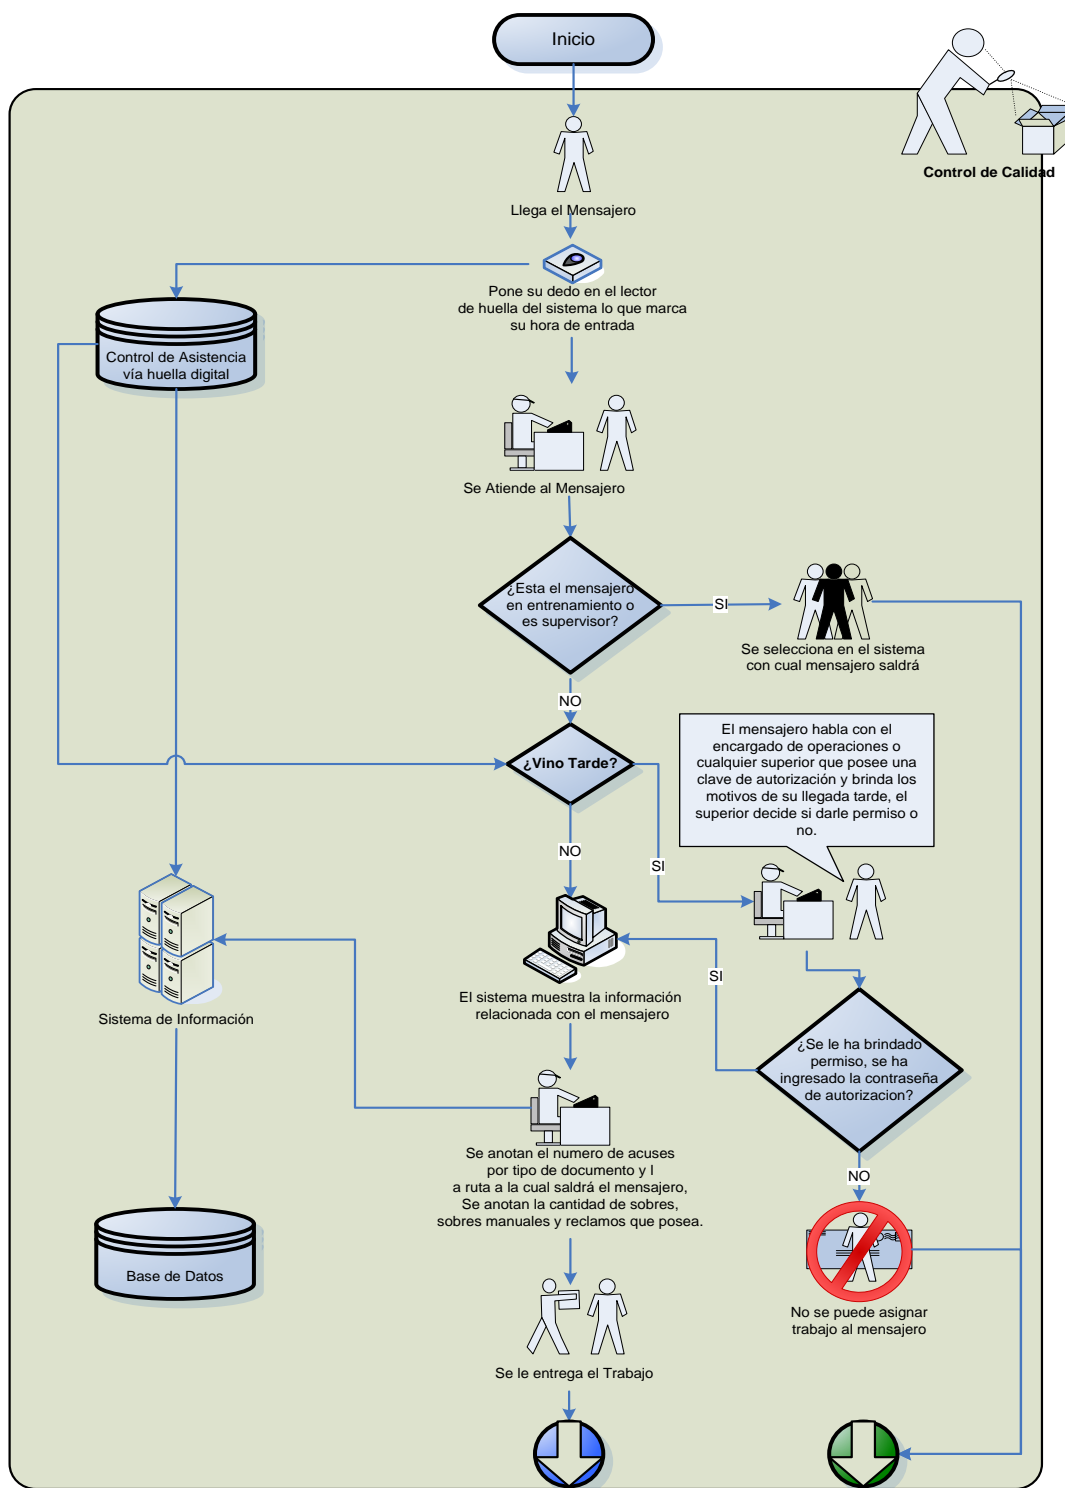 Inicio
Control de Calidad
Llega el Mensajero
Pone su dedo en el lector
de huella del sistema lo que marca
su hora de entrada
Control de Asistencia
vía huella digital
Se Atiende al Mensajero
¿Esta el mensajero
en entrenamiento o
es supervisor?
SI
Se selecciona en el sistema
con cual mensajero saldrá
NO
¿Vino Tarde?
El mensajero habla con el
encargado de operaciones o
cualquier superior que posee una
clave de autorización y brinda los
motivos de su llegada tarde, el
superior decide si darle permiso o
no.
NO
SI
SI
El sistema muestra la información
relacionada con el mensajero
Sistema de Información
¿Se le ha brindado
permiso, se ha
ingresado la contraseña
de autorizacion?
Se anotan el numero de acuses
por tipo de documento y l
a ruta a la cual saldrá el mensajero,
Se anotan la cantidad de sobres,
sobres manuales y reclamos que posea.
NO
Base de Datos
No se puede asignar
trabajo al mensajero
Se le entrega el Trabajo